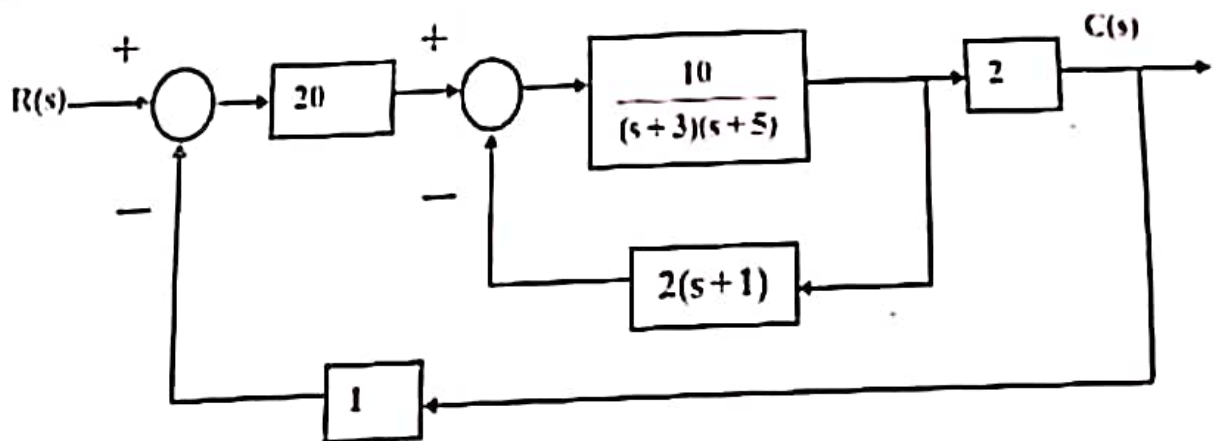 C(s)
+
+
R(s)
20
10
(s + 3)(s + 5)
2
−
−
2(s + 1)
1